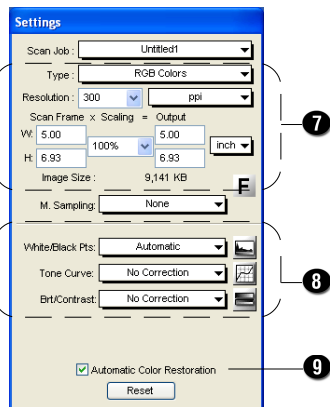 Settings
Scan Job : Untitled1
Type : RGB Colors
Resolution : 300 ppi
Scan Frame x Scaling = Output
W: 5.00 100% 5.00 inch
H: 6.93 6.93
Image Size : 9,141 KB
F
M. Sampling: None
7
White/Black Pts: Automatic
Tone Curve: No Correction
Brt/Contrast: No Correction
8
Automatic Color Restoration
9
Reset